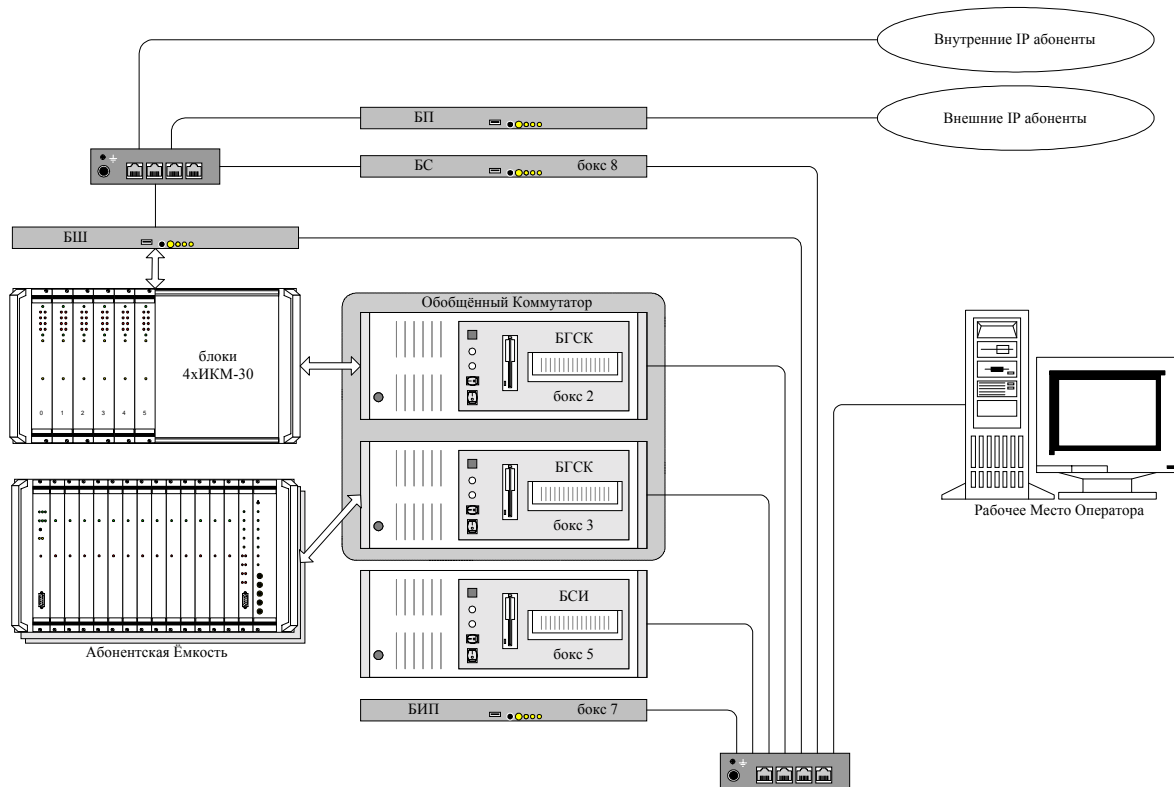 Внутренние IP абоненты
БП
Внешние IP абоненты
БС бокс 8
БШ
Обобщённый Коммутатор
БГСК
блоки
4xИКМ-30
бокс 2
0 1 2 3 4 5
БГСК
бокс 3
Рабочее Место Оператора
БСИ
Абонентская Ёмкость
бокс 5
БИП бокс 7